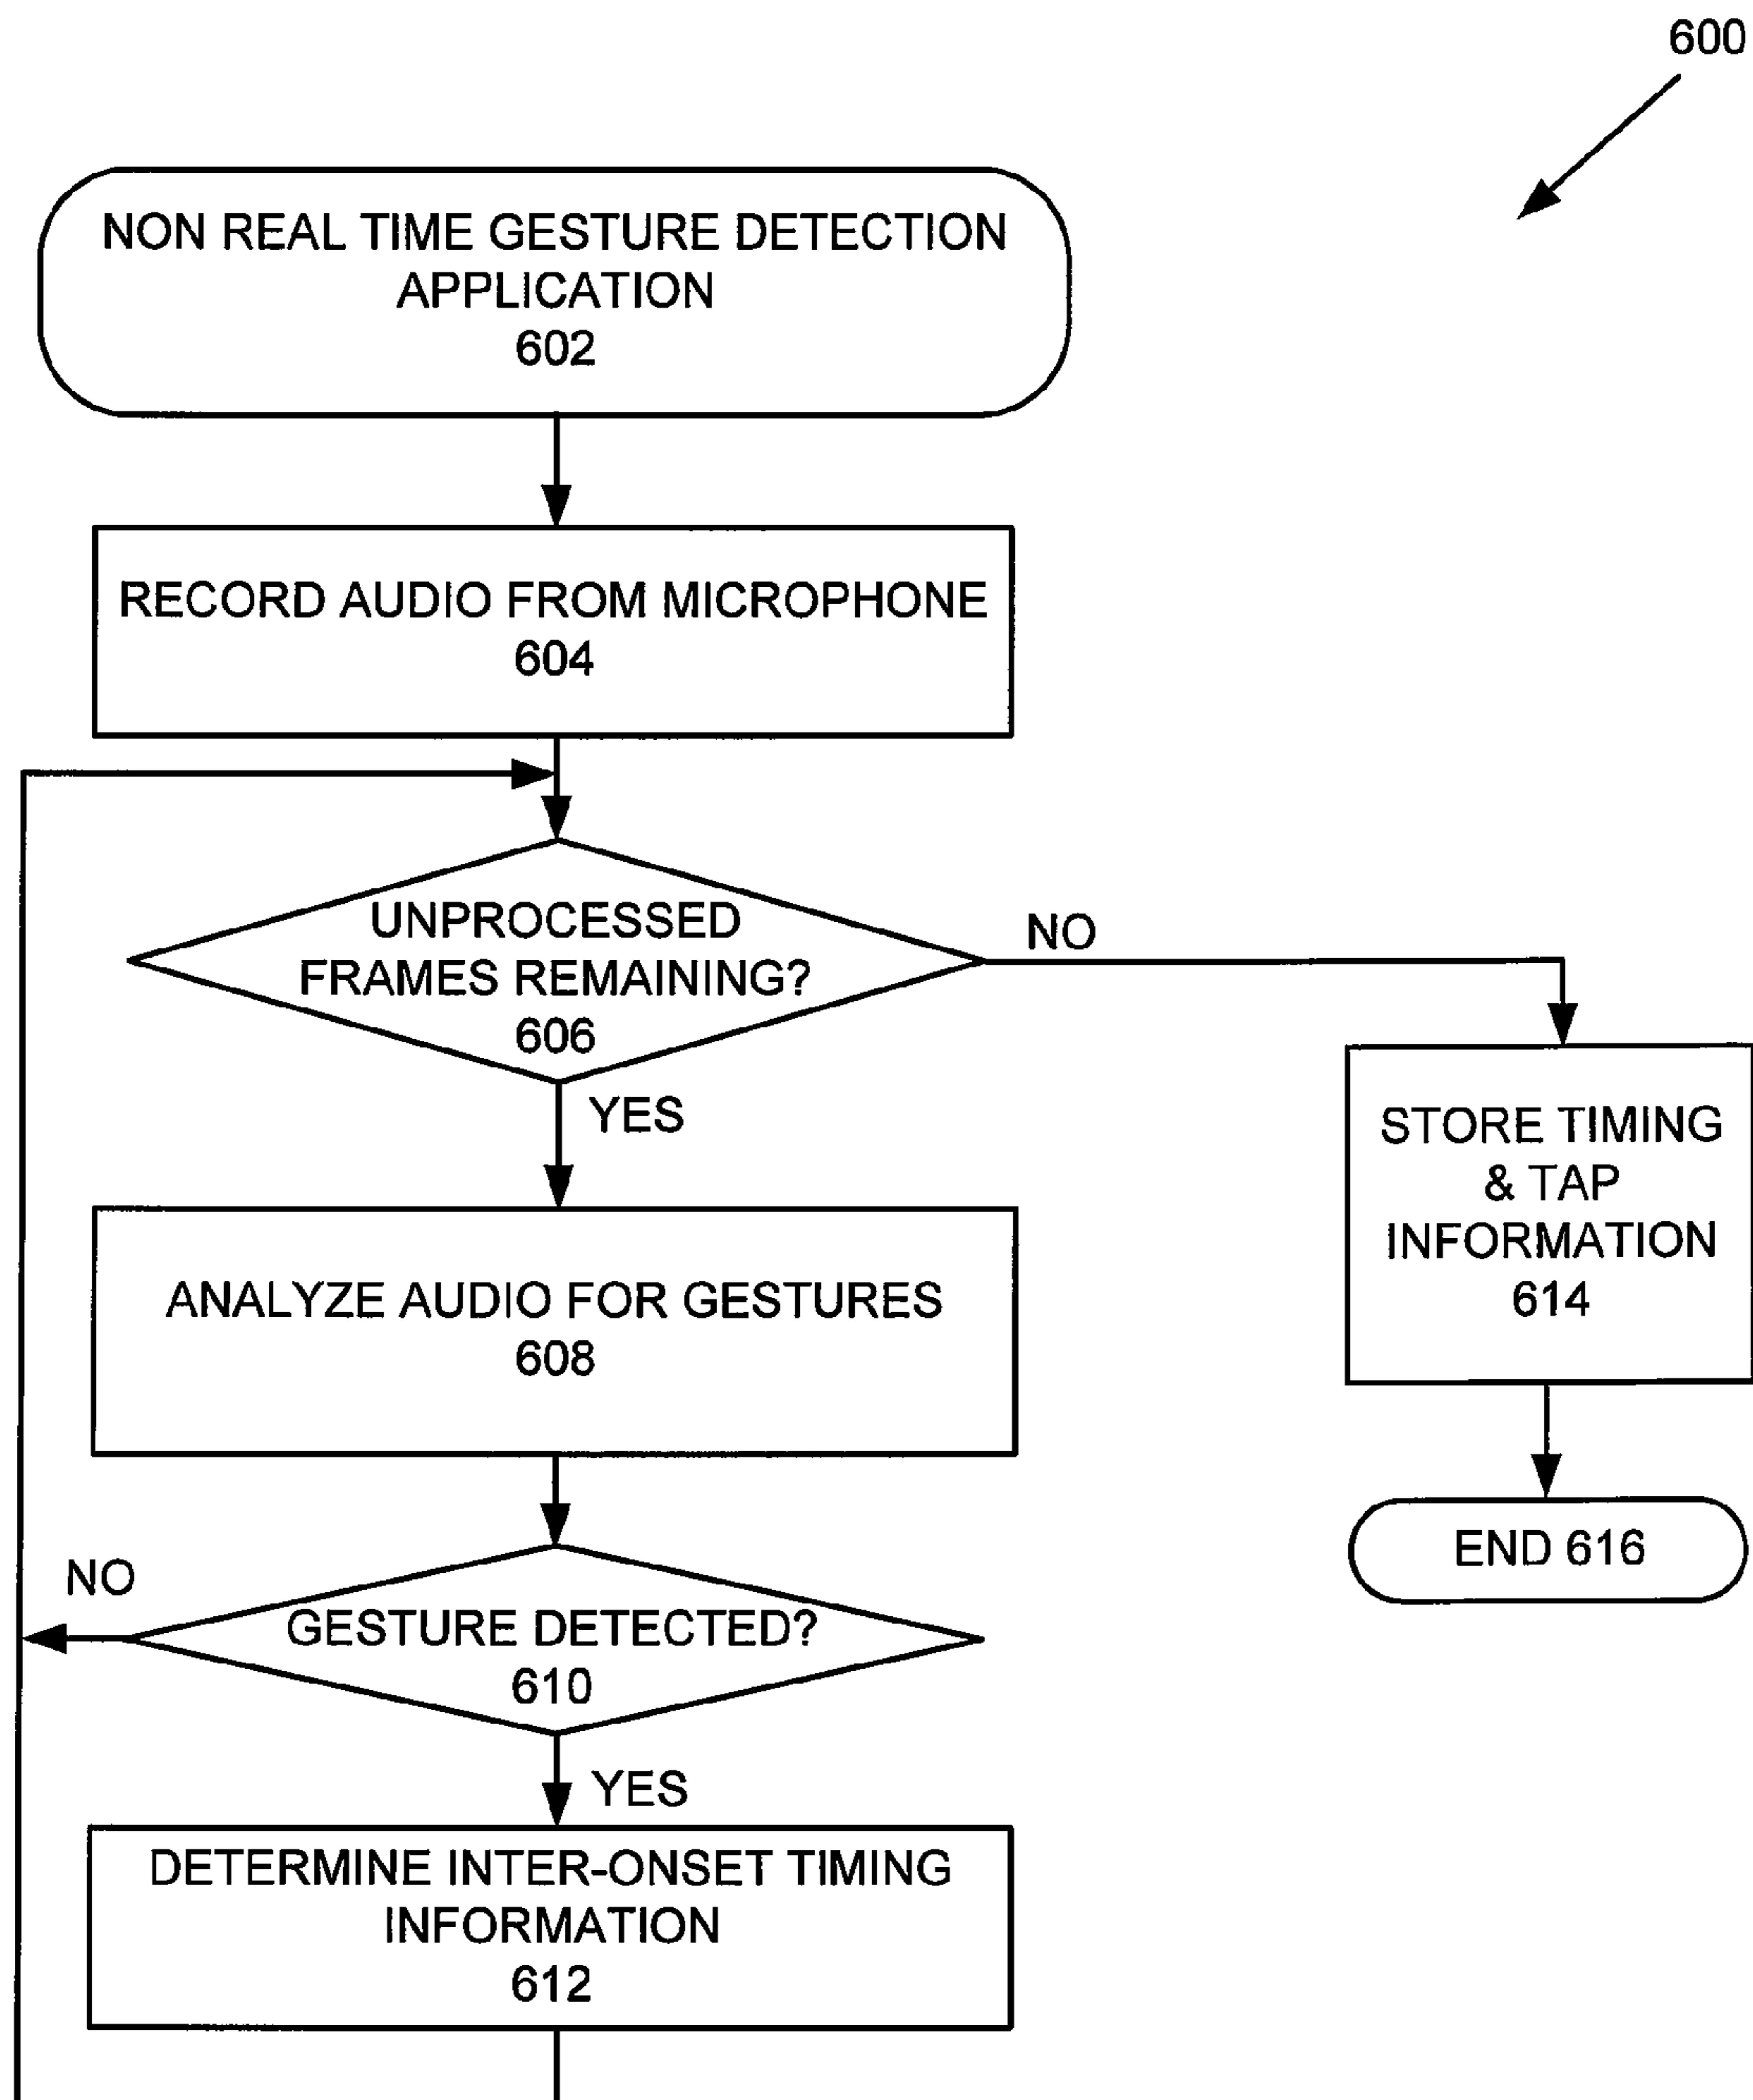 600
NON REAL TIME GESTURE DETECTION
APPLICATION
602
RECORD AUDIO FROM MICROPHONE
604
UNPROCESSED
FRAMES REMAINING?
606
NO
YES
STORE TIMING
& TAP
INFORMATION
614
ANALYZE AUDIO FOR GESTURES
608
END 616
NO
GESTURE DETECTED?
610
YES
DETERMINE INTER-ONSET TIMING
INFORMATION
612